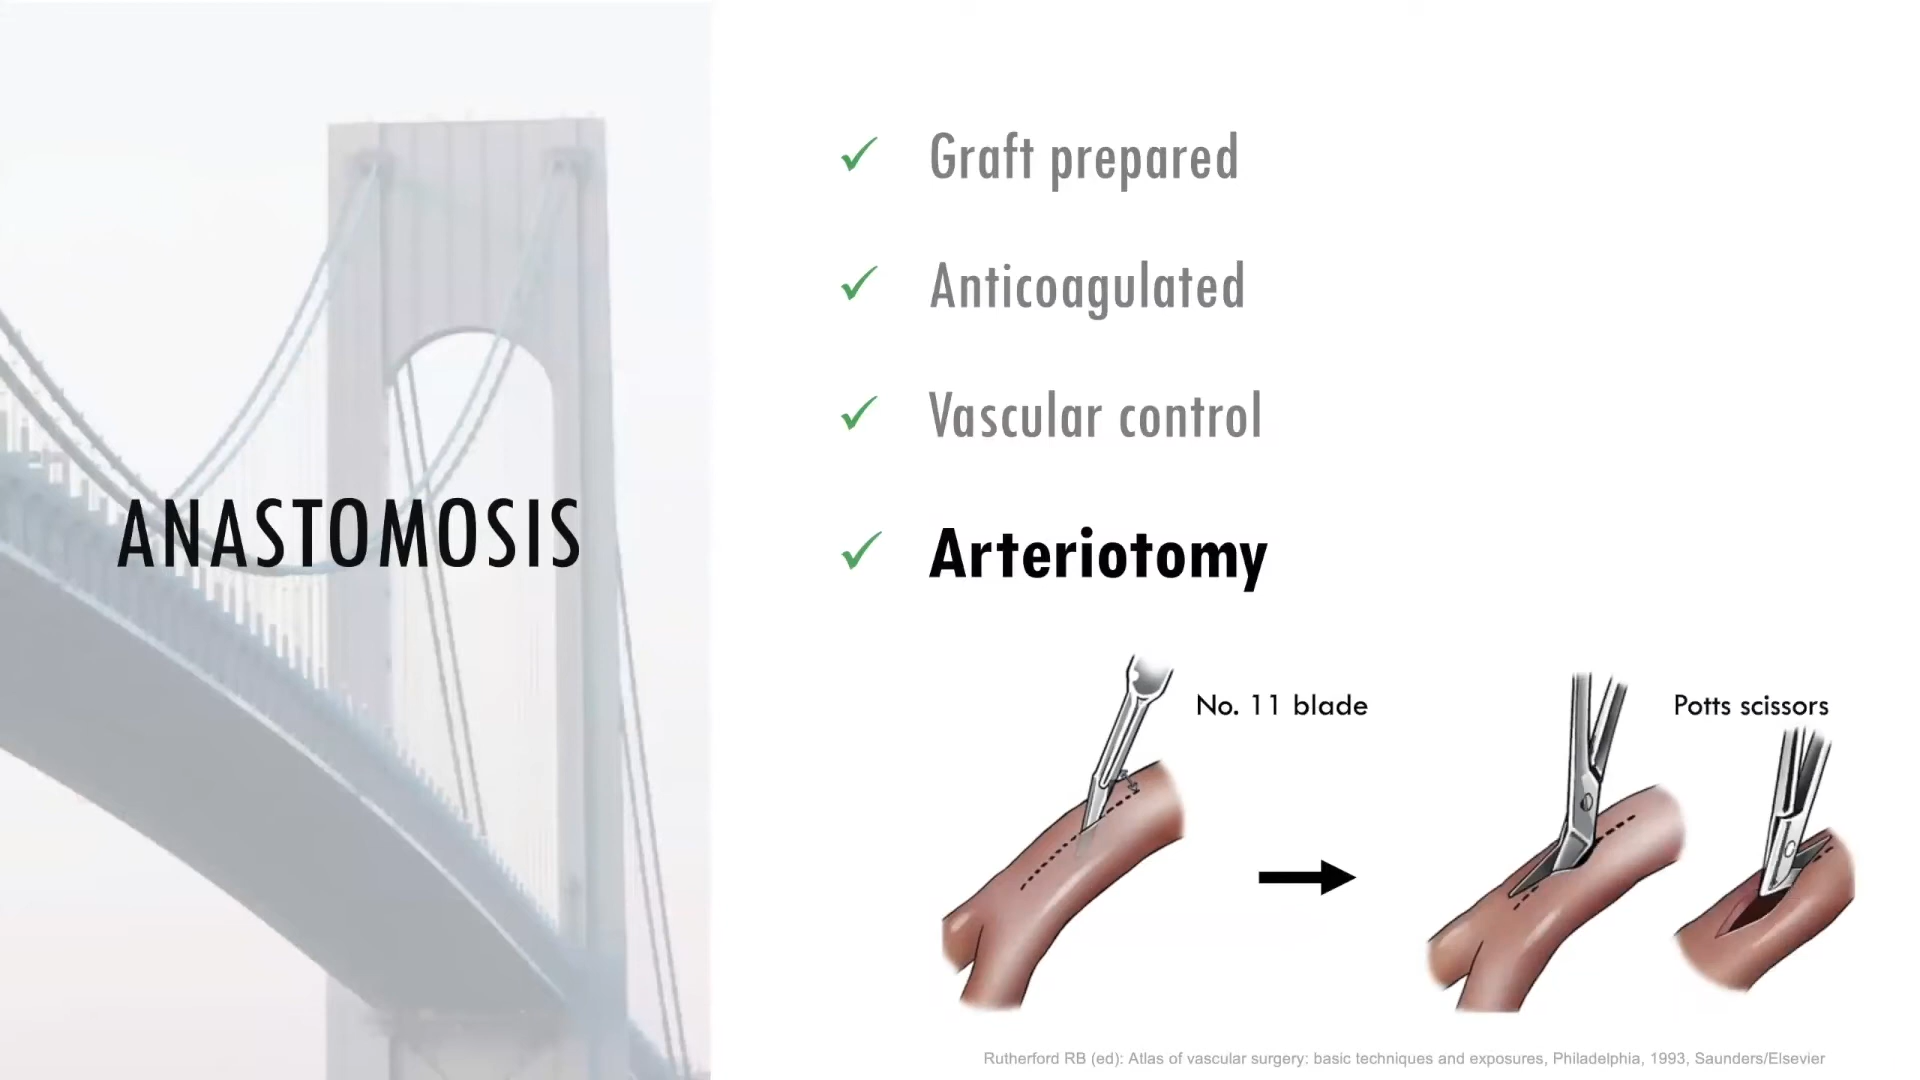 ANASTOMOSIS
Graft prepared
Anticoagulated
Vascular control
Arteriotomy
No. 11 blade
Potts scissors
Rutherford RB (ed): Atlas of vascular surgery: basic techniques and exposures, Philadelphia, 1993, Saunders/Elsevier